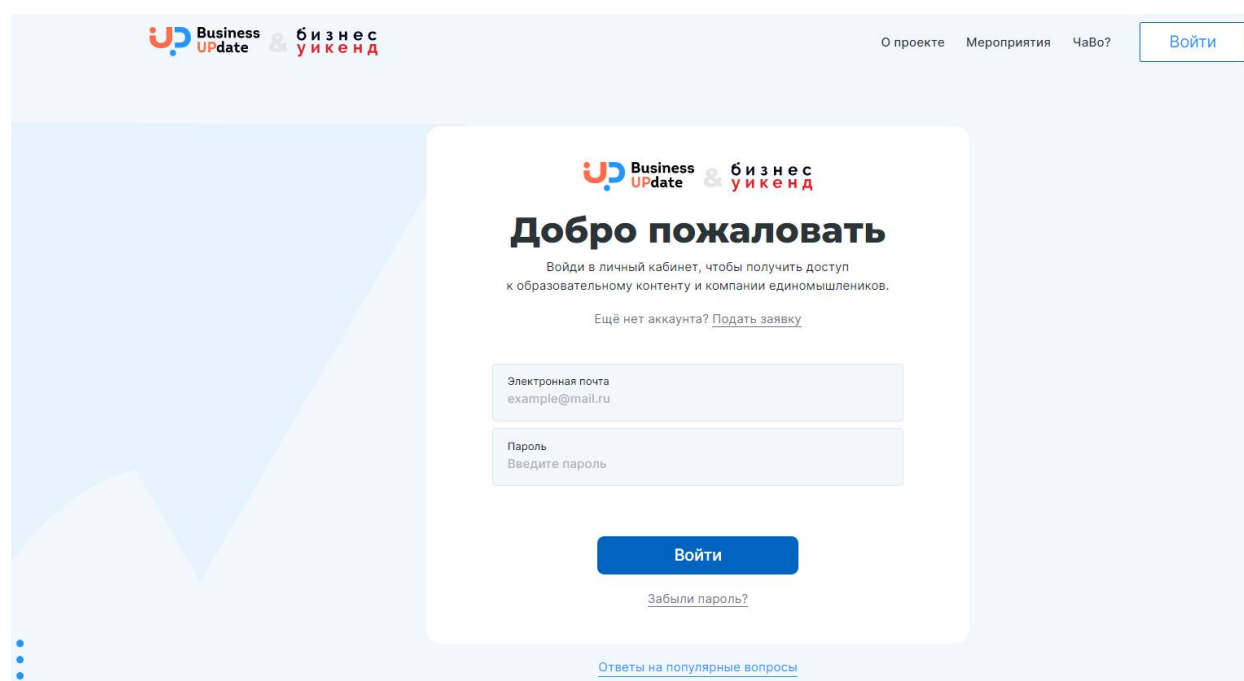 Business UPdate & бизнес уикенд
О проекте Мероприятия ЧаВо? Войти
Business UPdate & бизнес уикенд
Добро пожаловать
Войди в личный кабинет, чтобы получить доступ
к образовательному контенту и компании единомышлеников.
Ещё нет аккаунта? Подать заявку
Электронная почта
example@mail.ru
Пароль
Введите пароль
Войти
Забыли пароль?
Ответы на популярные вопросы